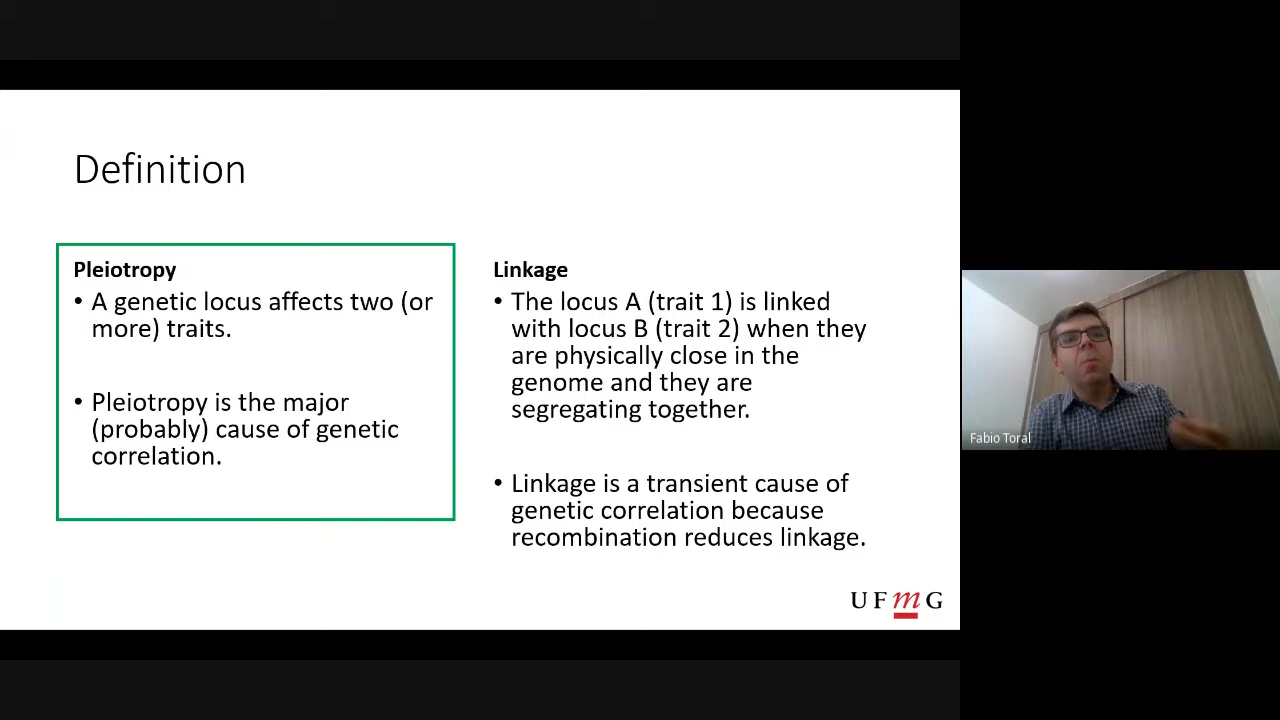 Definition
Pleiotropy
• A genetic locus affects two (or
more) traits.
• Pleiotropy is the major
(probably) cause of genetic
correlation.
Linkage
• The locus A (trait 1) is linked
with locus B (trait 2) when they
are physically close in the
genome and they are
segregating together.
• Linkage is a transient cause of
genetic correlation because
recombination reduces linkage.
UFmG
Fabio Toral